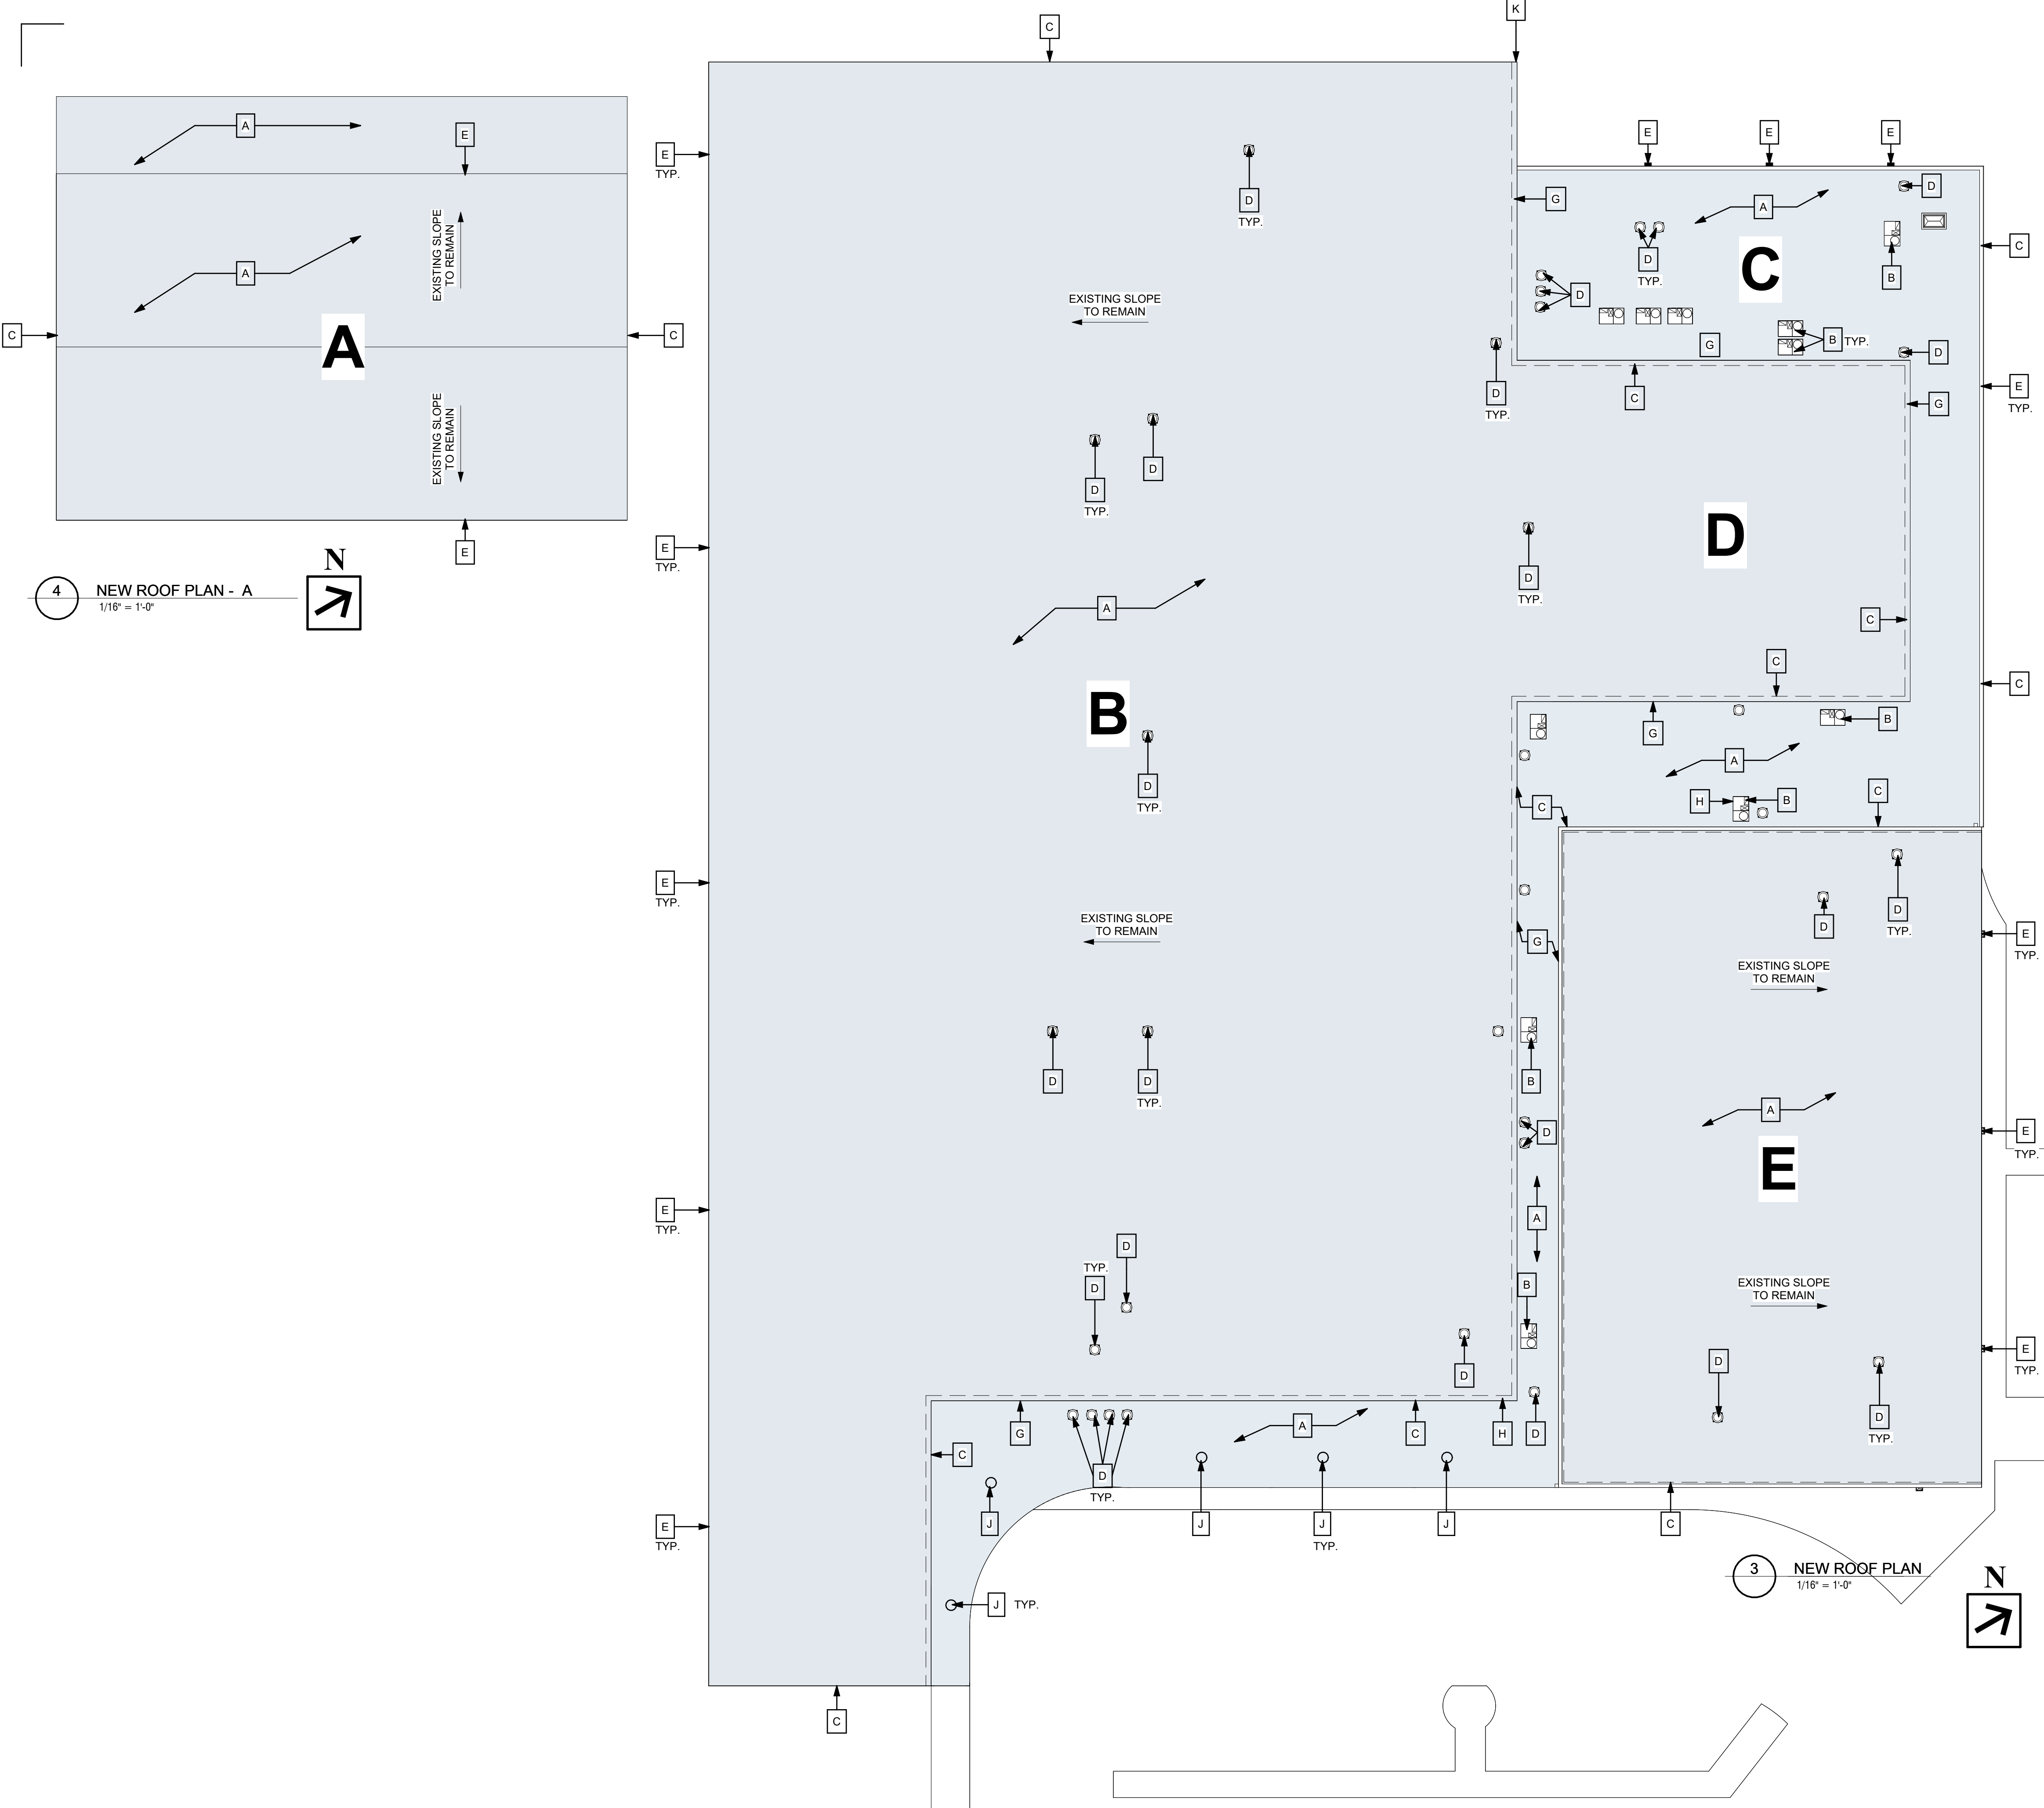 K
C
A
E
E
TYP.
E
E
E
D
G
A
D
TYP.
C
EXISTING SLOPE
TO REMAIN
A
D
TYP.
C
B
D
EXISTING SLOPE
TO REMAIN
C
C
A
G
B
TYP.
D
D
TYP.
C
E
TYP.
G
EXISTING SLOPE
TO REMAIN
D
D
TYP.
D
E
E
TYP.
D
TYP.
N
4
NEW ROOF PLAN - A
1/16" = 1'-0"
A
C
C
C
B
B
G
A
D
TYP.
H
B
C
C
E
TYP.
D
D
TYP.
EXISTING SLOPE
TO REMAIN
G
E
TYP.
EXISTING SLOPE
TO REMAIN
D
D
TYP.
B
A
D
E
TYP.
E
E
TYP.
A
D
TYP.
D
B
EXISTING SLOPE
TO REMAIN
D
D
E
TYP.
D
TYP.
G
A
C
H
D
C
D
TYP.
E
TYP.
J
J
J
TYP.
J
C
3
NEW ROOF PLAN
1/16" = 1'-0"
N
J
TYP.
C